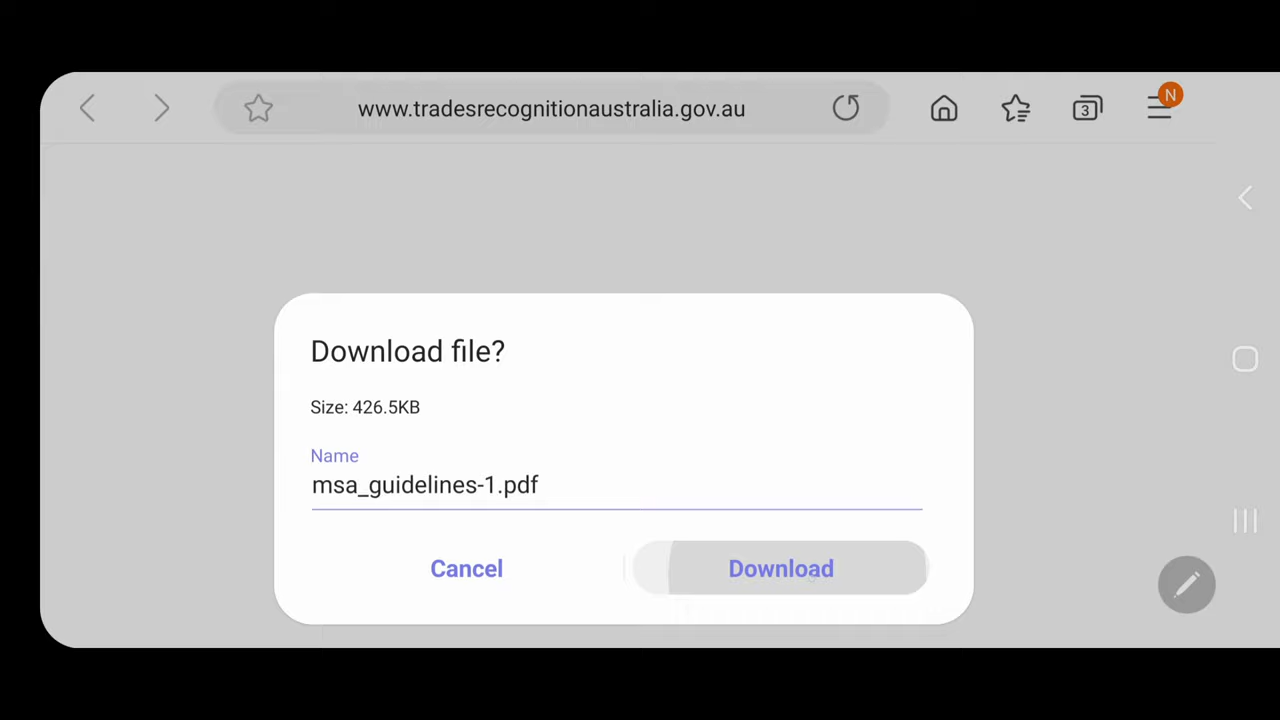 www.tradesrecognitionaustralia.gov.au
3
N
Download file?
Size: 426.5KB
Name
msa_guidelines-1.pdf
Cancel
Download